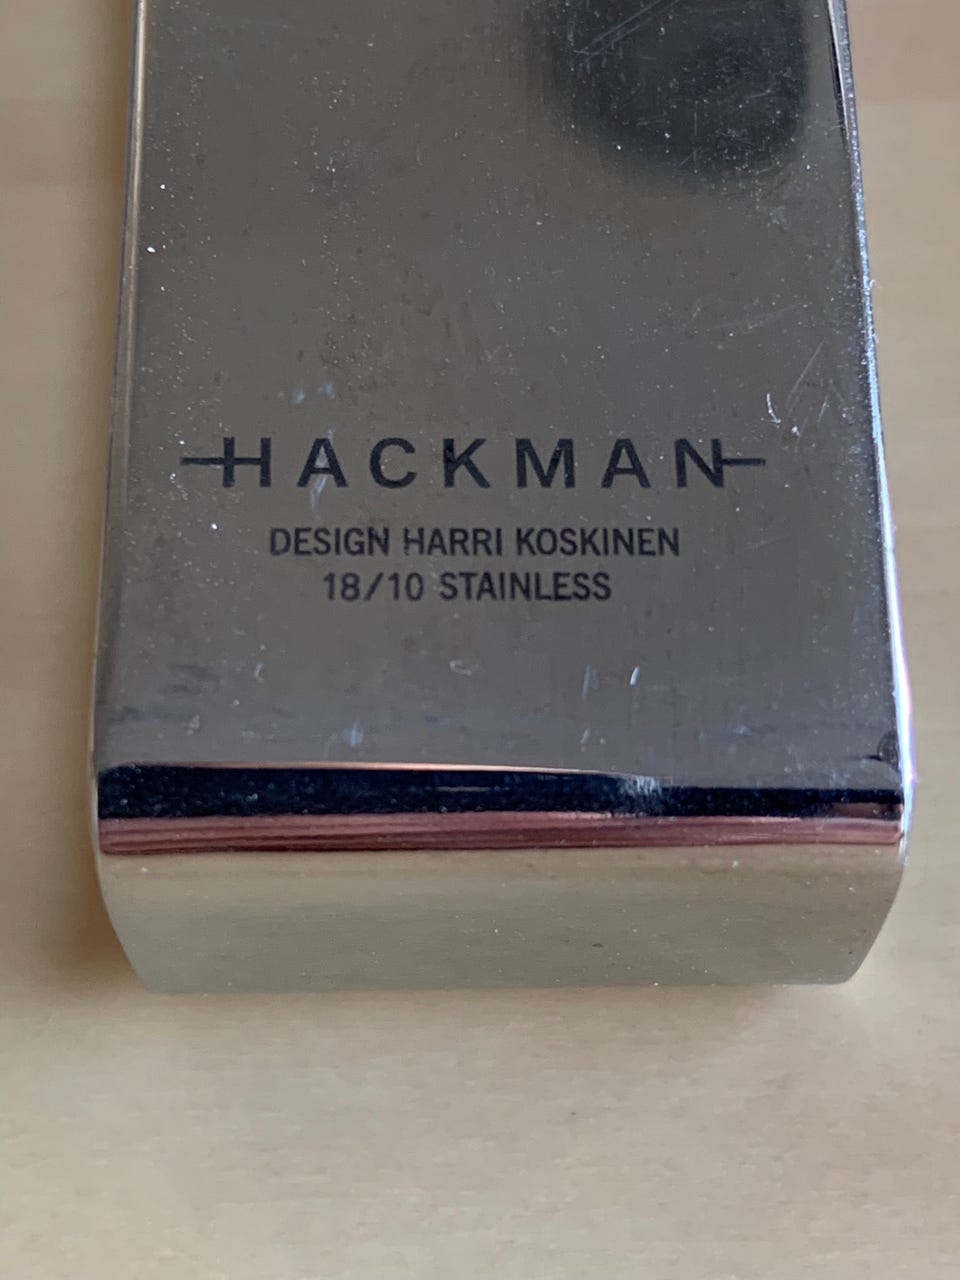 HACKMAN
DESIGN HARRI KOSKINEN
18/10 STAINLESS